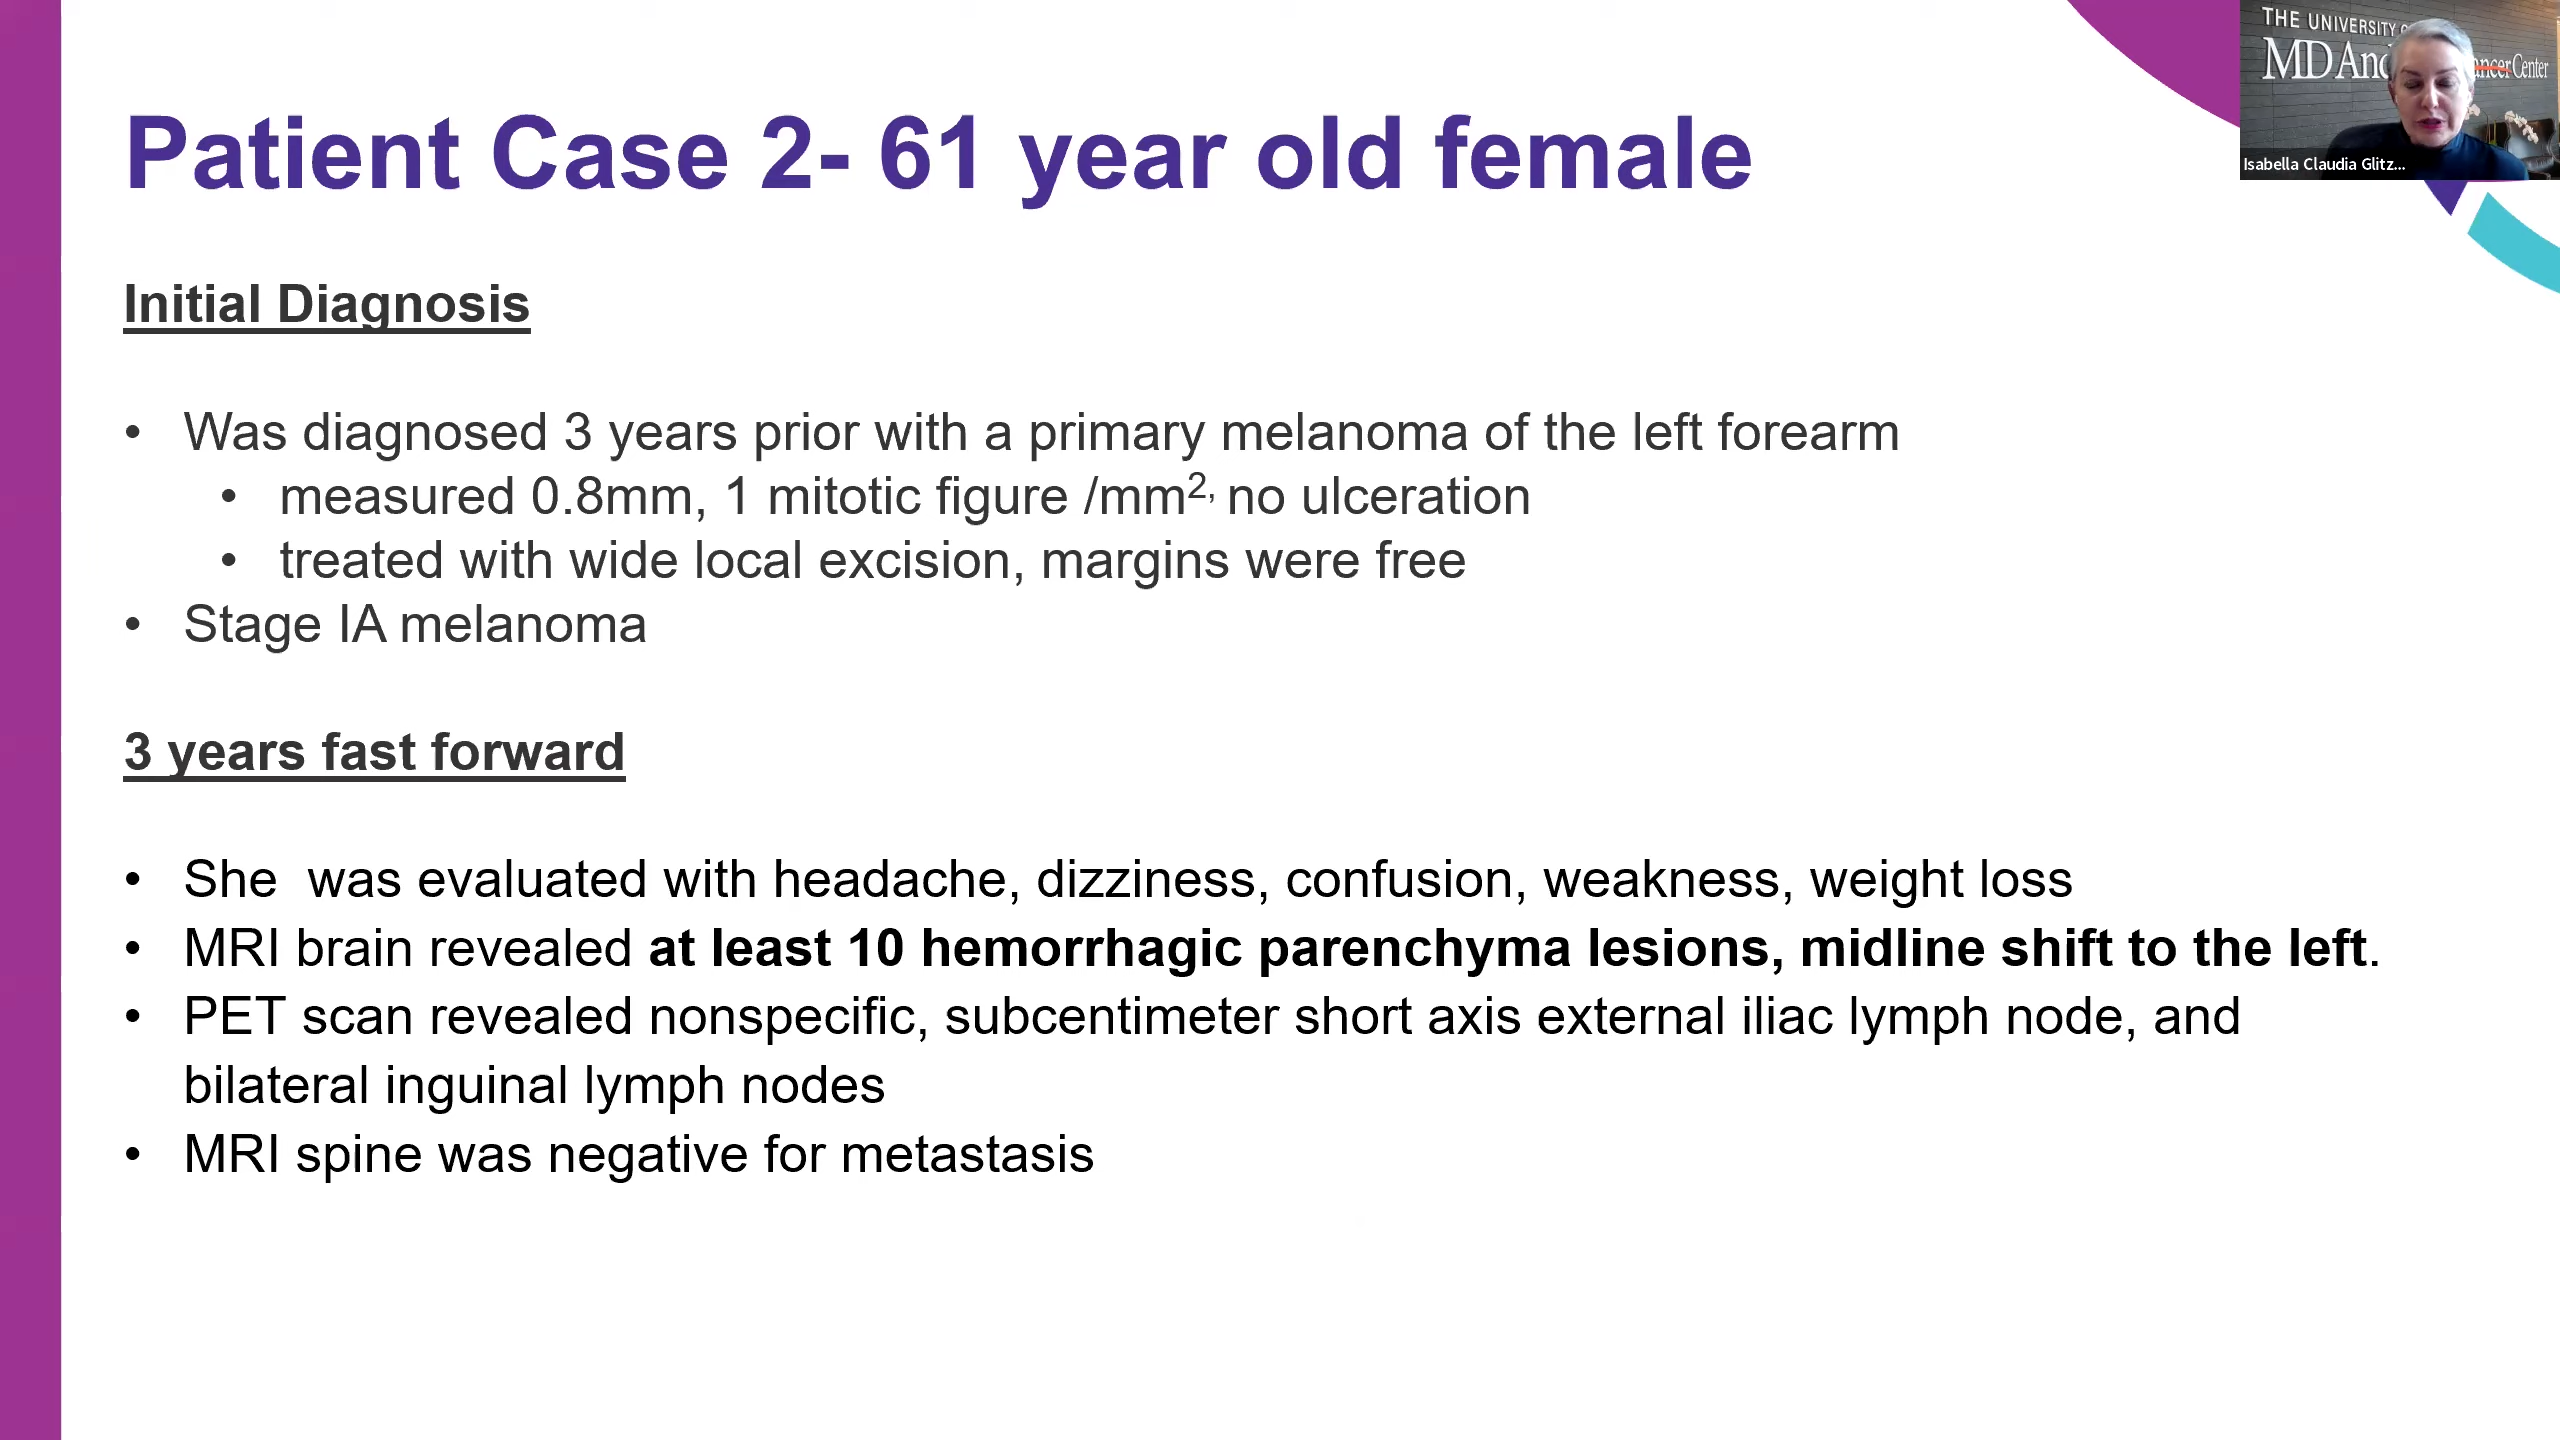 Patient Case 2- 61 year old female
THE UNIVERSITY
MD And
ancer Center
Isabella Claudia Glitz...
Initial Diagnosis
• Was diagnosed 3 years prior with a primary melanoma of the left forearm
• measured 0.8mm, 1 mitotic figure /mm², no ulceration
• treated with wide local excision, margins were free
• Stage IA melanoma
3 years fast forward
• She  was evaluated with headache, dizziness, confusion, weakness, weight loss
• MRI brain revealed at least 10 hemorrhagic parenchyma lesions, midline shift to the left.
• PET scan revealed nonspecific, subcentimeter short axis external iliac lymph node, and
bilateral inguinal lymph nodes
• MRI spine was negative for metastasis